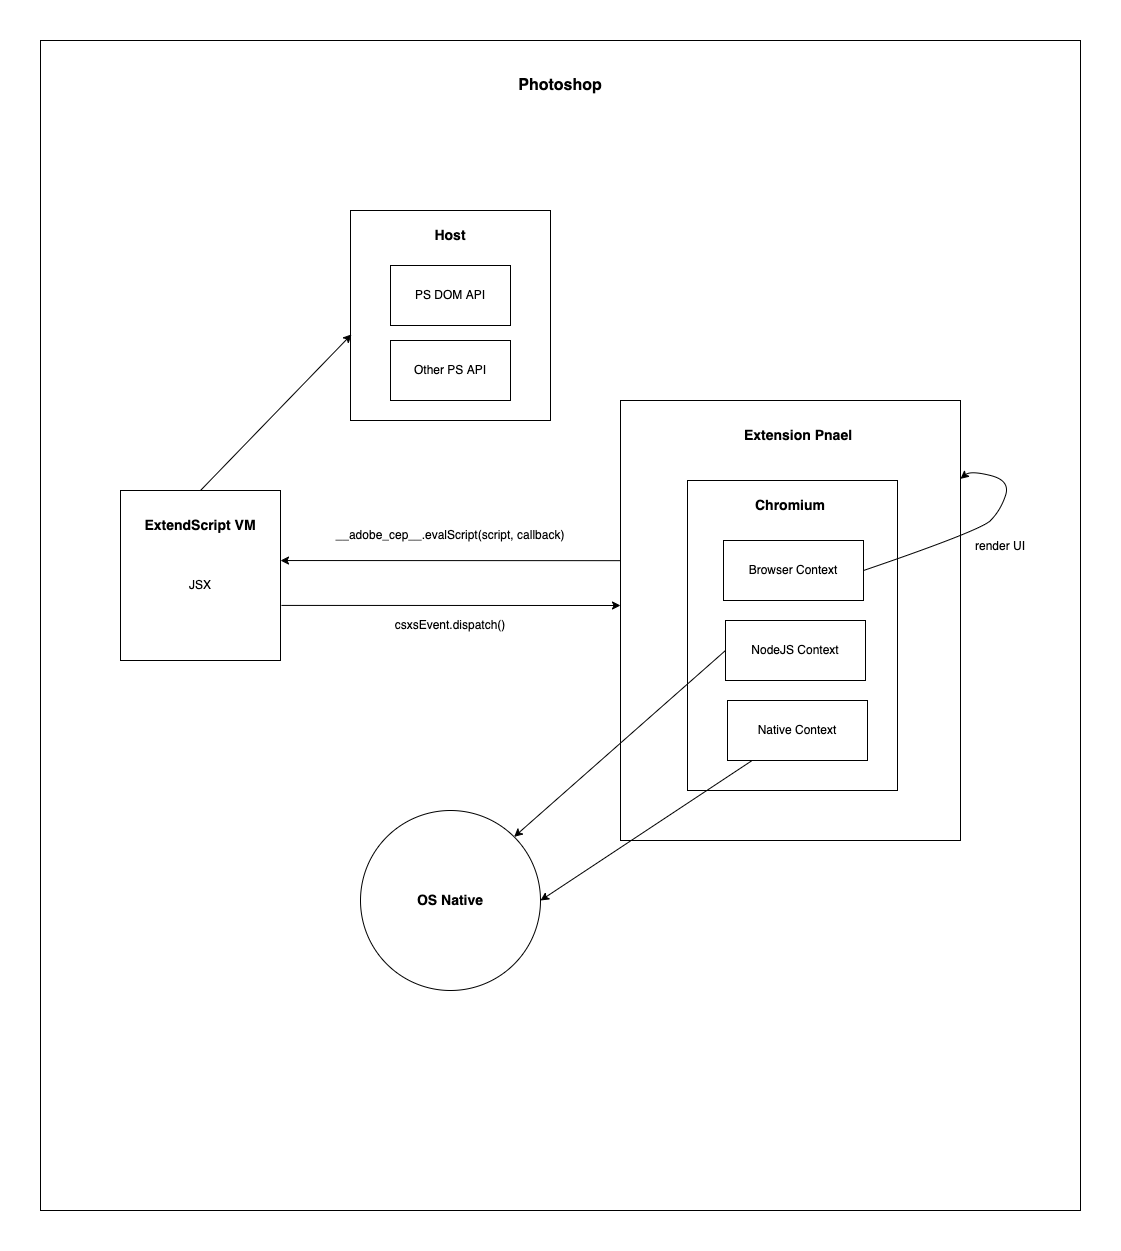 Photoshop
Host
PS DOM API
Other PS API
Extension Pnael
Chromium
ExtendScript VM
__adobe_cep__.evalScript(script, callback)
render UI
Browser Context
JSX
csxsEvent.dispatch()
NodeJS Context
Native Context
OS Native